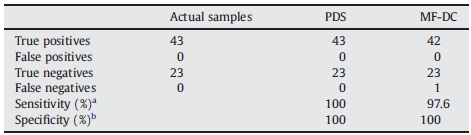 Actual samples PDS MF-DC
True positives 43 43 42
False positives 0 0 0
True negatives 23 23 23
False negatives 0 0 1
Sensitivity (%)a 100 97.6
Specificity (%)b 100 100